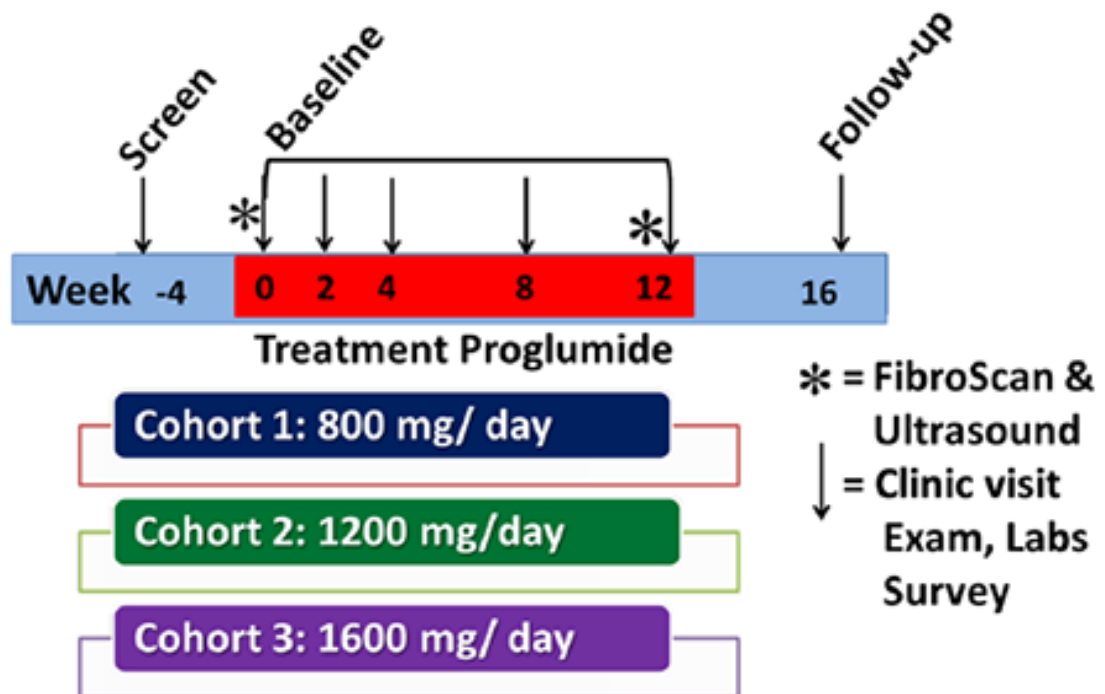 Screen
Baseline
Follow-up
*
*
Week -4 0 2 4 8 12 16
Treatment Proglumide
Cohort 1: 800 mg/ day
Cohort 2: 1200 mg/day
Cohort 3: 1600 mg/ day
* = FibroScan &
Ultrasound
= Clinic visit
Exam, Labs
Survey